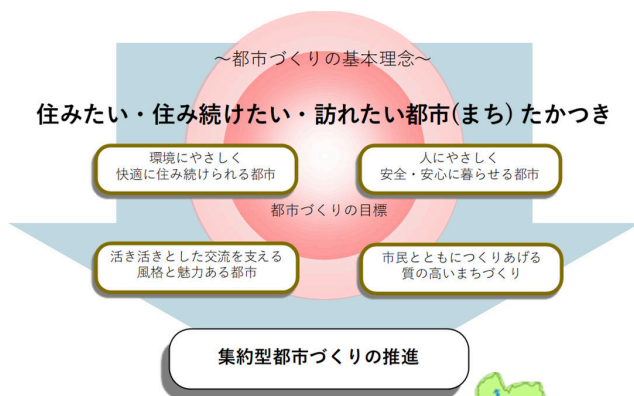 ～都市づくりの基本理念～
住みたい・住み続けたい・訪れたい都市(まち) たかつき
環境にやさしく
快適に住み続けられる都市
人にやさしく
安全・安心に暮らせる都市
都市づくりの目標
活き活きとした交流を支える
風格と魅力ある都市
市民とともにつくりあげる
質の高いまちづくり
集約型都市づくりの推進